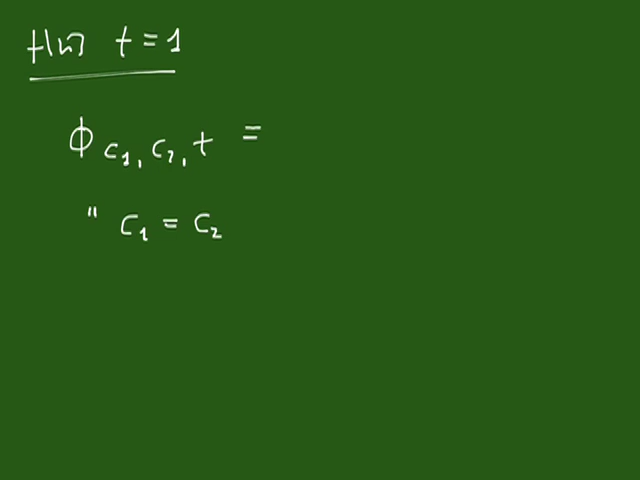 t = 1
ϕ c₁, c₂, t =
" c₁ = c₂